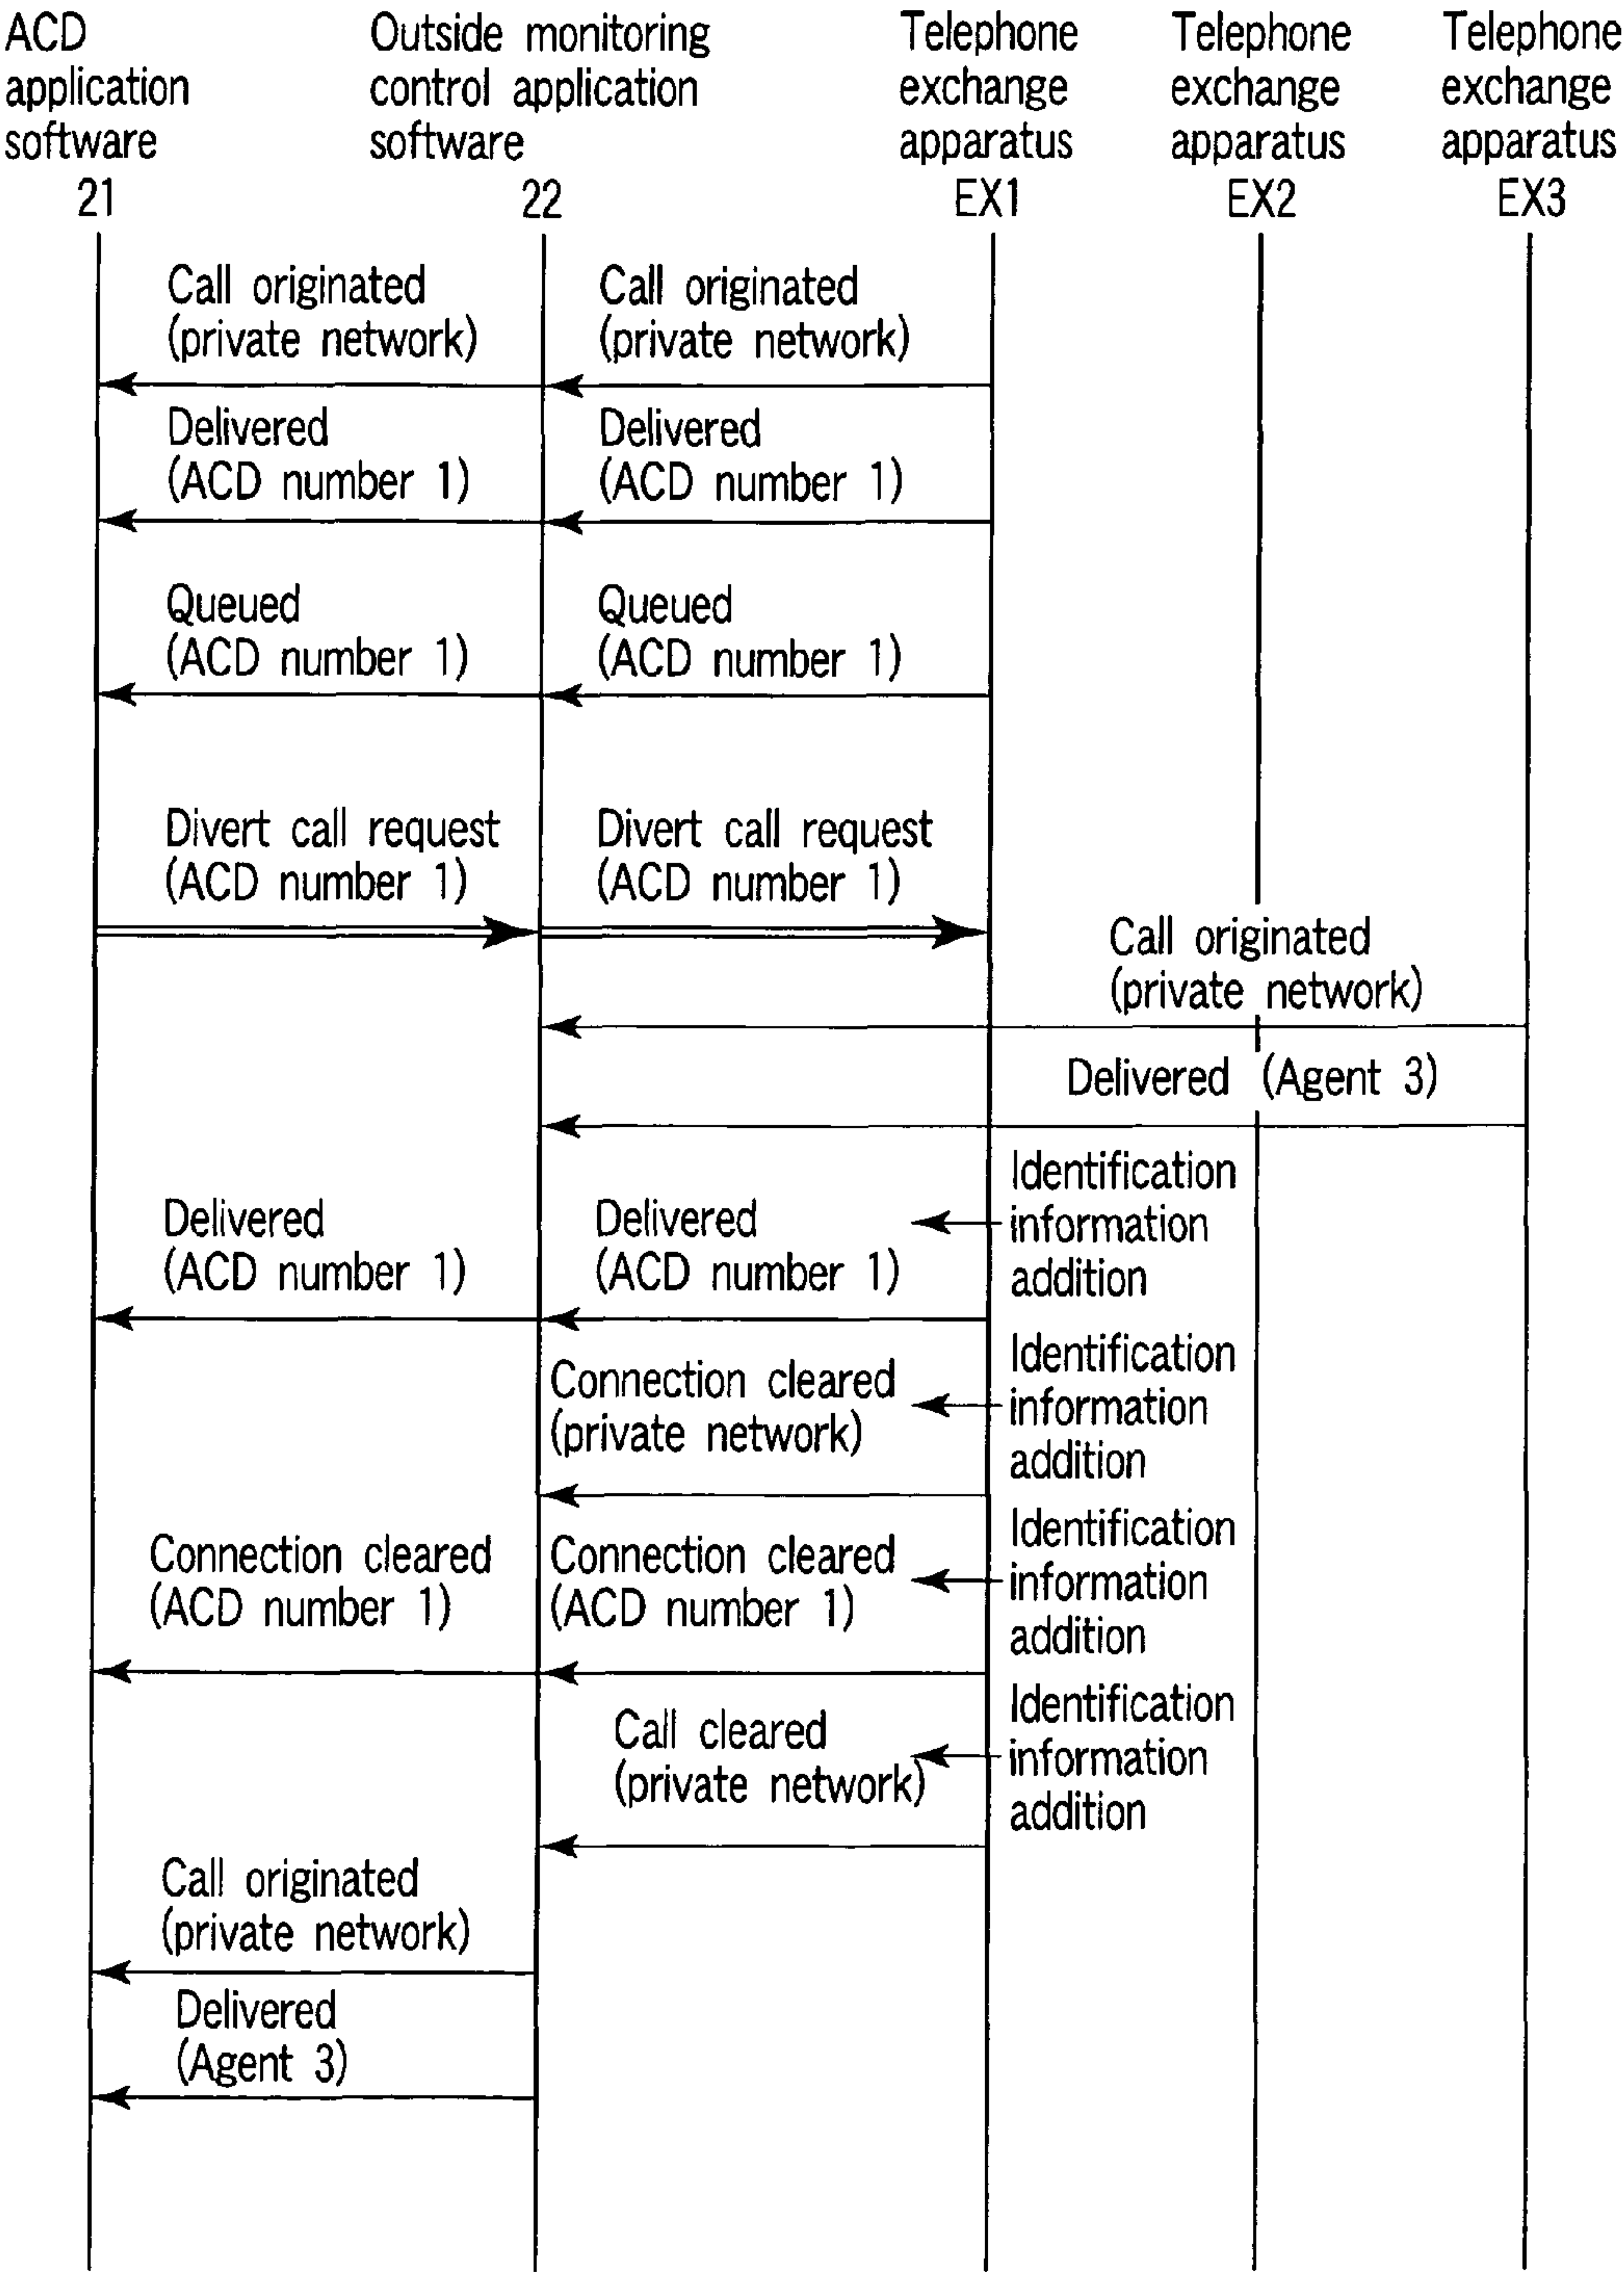 ACD
application
software
21
Outside monitoring
control application
software
22
Telephone
exchange
apparatus
EX1
Telephone
exchange
apparatus
EX2
Telephone
exchange
apparatus
EX3
Call originated
(private network)
Call originated
(private network)
Delivered
(ACD number 1)
Delivered
(ACD number 1)
Queued
(ACD number 1)
Queued
(ACD number 1)
Divert call request
(ACD number 1)
Divert call request
(ACD number 1)
Call originated
(private network)
Delivered (Agent 3)
Delivered
(ACD number 1)
Delivered
(ACD number 1)
Identification
information
addition
Connection cleared
(private network)
Identification
information
addition
Connection cleared
(ACD number 1)
Connection cleared
(ACD number 1)
Identification
information
addition
Call cleared
(private network)
Identification
information
addition
Call originated
(private network)
Delivered
(Agent 3)